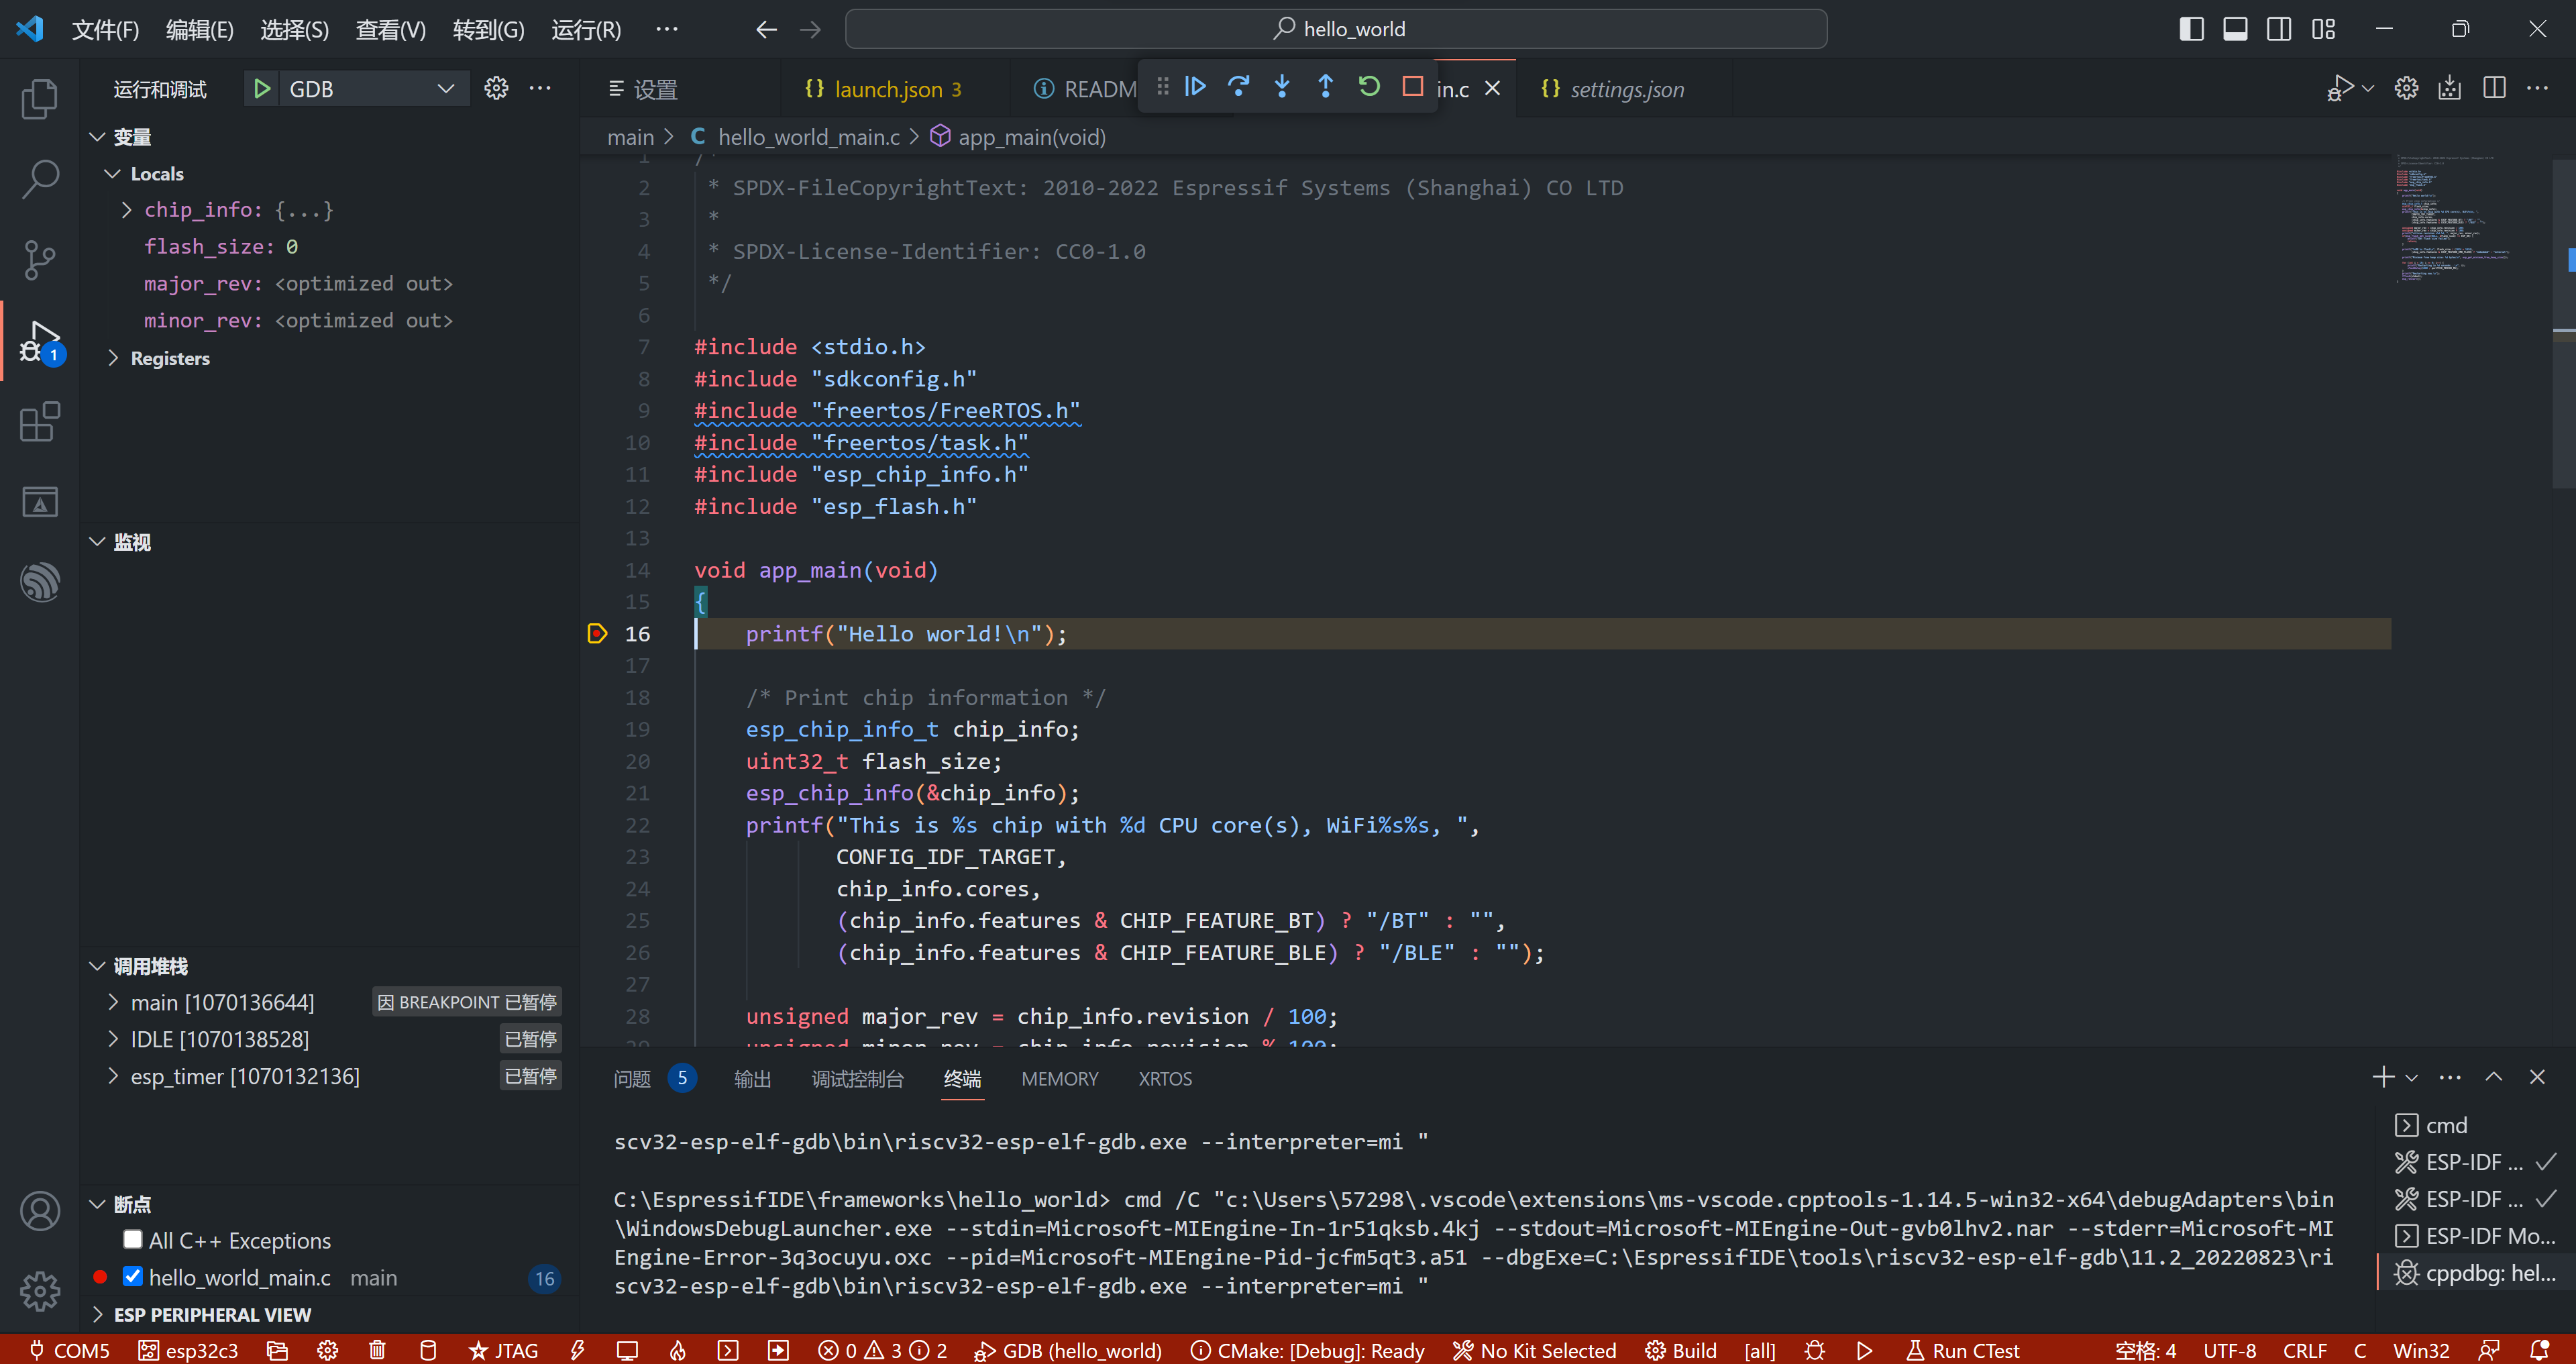 文件(F) 编辑(E) 选择(S) 查看(V) 转到(G) 运行(R) ··· hello_world
运行和调试 GDB
设置 launch.json 3 READM in.c settings.json
变量
Locals
chip_info: {...}
flash_size: 0
major_rev: <optimized out>
minor_rev: <optimized out>
Registers
监视
调用堆栈
main [1070136644] 因 BREAKPOINT 已暂停
IDLE [1070138528] 已暂停
esp_timer [1070132136] 已暂停
断点
All C++ Exceptions
hello_world_main.c main 16
ESP PERIPHERAL VIEW
1
main > C hello_world_main.c > app_main(void)
2 * SPDX-FileCopyrightText: 2010-2022 Espressif Systems (Shanghai) CO LTD
3 *
4 * SPDX-License-Identifier: CC0-1.0
5 */
6
7 #include <stdio.h>
8 #include "sdkconfig.h"
9 #include "freertos/FreeRTOS.h"
10 #include "freertos/task.h"
11 #include "esp_chip_info.h"
12 #include "esp_flash.h"
13
14 void app_main(void)
15 {
16 printf("Hello world!\n");
17
18 /* Print chip information */
19 esp_chip_info_t chip_info;
20 uint32_t flash_size;
21 esp_chip_info(&chip_info);
22 printf("This is %s chip with %d CPU core(s), WiFi%s%s, ",
23 CONFIG_IDF_TARGET,
24 chip_info.cores,
25 (chip_info.features & CHIP_FEATURE_BT) ? "/BT" : "",
26 (chip_info.features & CHIP_FEATURE_BLE) ? "/BLE" : "");
27
28 unsigned major_rev = chip_info.revision / 100;
29 unsigned minor_rev = chip_info.revision % 100;
问题 5 输出 调试控制台 终端 MEMORY XRTOS
scv32-esp-elf-gdb\bin\riscv32-esp-elf-gdb.exe --interpreter=mi "
C:\EspressifIDE\frameworks\hello_world> cmd /C "c:\Users\57298\.vscode\extensions\ms-vscode.cpptools-1.14.5-win32-x64\debugAdapters\bin
\WindowsDebugLauncher.exe --stdin=Microsoft-MIEngine-In-1r51qksb.4kj --stdout=Microsoft-MIEngine-Out-gvb0lhv2.nar --stderr=Microsoft-MI
Engine-Error-3q3ocuyu.oxc --pid=Microsoft-MIEngine-Pid-jcfm5qt3.a51 --dbgExe=C:\EspressifIDE\tools\riscv32-esp-elf-gdb\11.2_20220823\ri
scv32-esp-elf-gdb\bin\riscv32-esp-elf-gdb.exe --interpreter=mi "
cmd
ESP-IDF ...
ESP-IDF ...
ESP-IDF Mo...
cppdbg: hel...
COM5 esp32c3 JTAG 0 3 2 GDB (hello_world) CMake: [Debug]: Ready No Kit Selected Build [all] Run CTest 空格: 4 UTF-8 CRLF C Win32